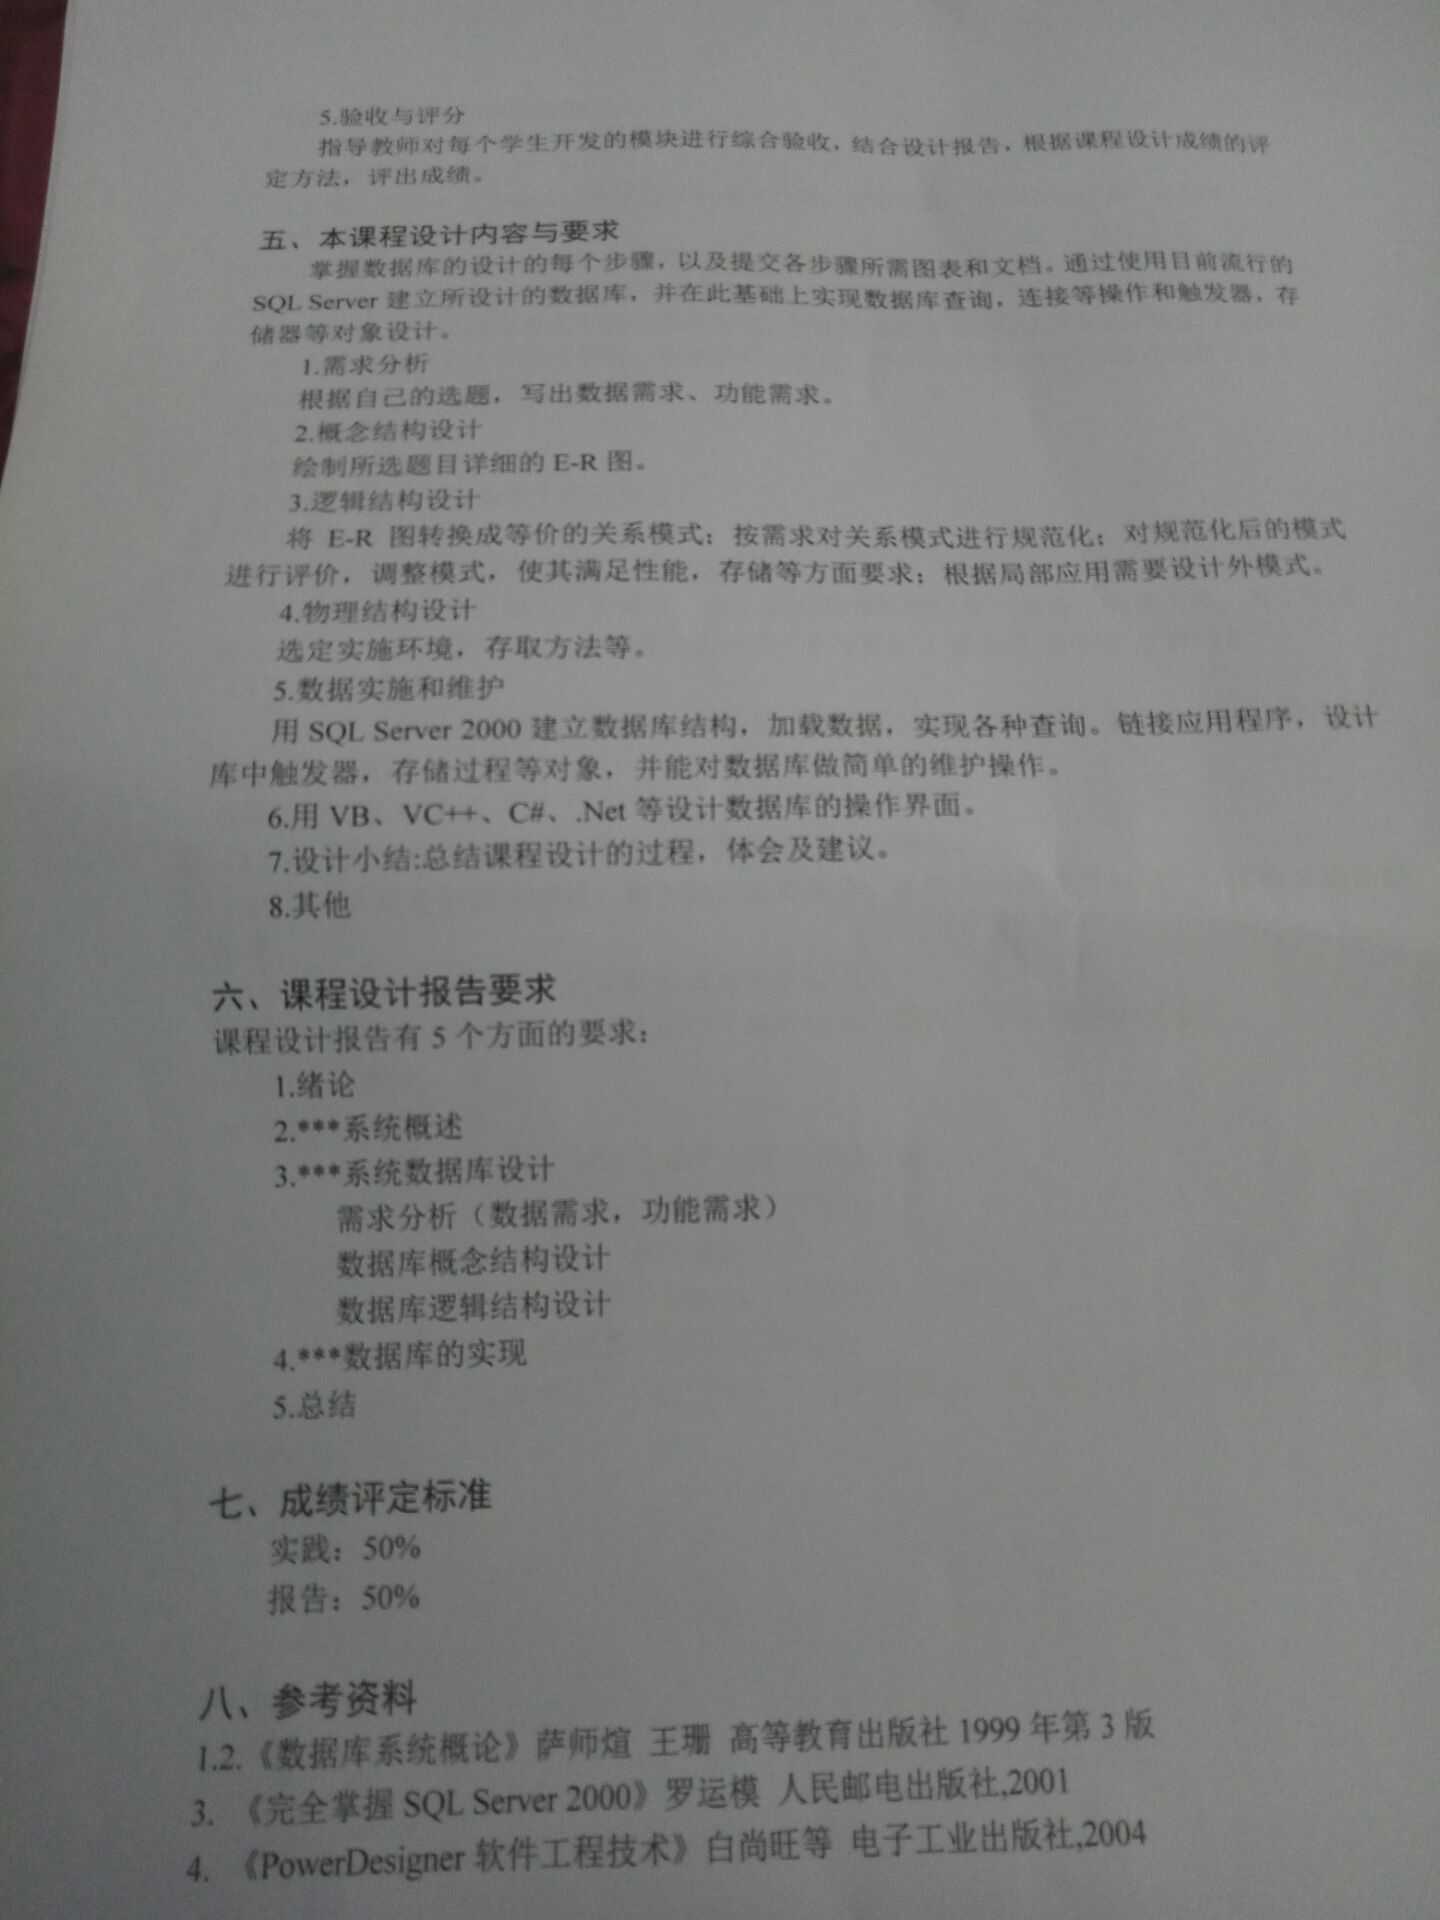 5.验收与评分
指导教师对每个学生开发的模块进行综合验收，结合设计报告，根据课程设计成绩的评
定方法，评出成绩。
五、本课程设计内容与要求
掌握数据库的设计的每个步骤，以及提交各步骤所需图表和文档。通过使用目前流行的
SQL Server 建立所设计的数据库，并在此基础上实现数据库查询，连接等操作和触发器，存
储器等对象设计。
1.需求分析
根据自己的选题，写出数据需求、功能需求。
2.概念结构设计
绘制所选题目详细的 E-R 图。
3.逻辑结构设计
将 E-R 图转换成等价的关系模式；按需求对关系模式进行规范化；对规范化后的模式
进行评价，调整模式，使其满足性能，存储等方面要求；根据局部应用需要设计外模式。
4.物理结构设计
选定实施环境，存取方法等。
5.数据实施和维护
用 SQL Server 2000 建立数据库结构，加载数据，实现各种查询。链接应用程序，设计
库中触发器，存储过程等对象，并能对数据库做简单的维护操作。
6.用 VB、VC++、C#、.Net 等设计数据库的操作界面。
7.设计小结:总结课程设计的过程，体会及建议。
8.其他
六、课程设计报告要求
课程设计报告有 5 个方面的要求：
1.绪论
2.***系统概述
3.***系统数据库设计
需求分析（数据需求，功能需求）
数据库概念结构设计
数据库逻辑结构设计
4.***数据库的实现
5.总结
七、成绩评定标准
实践：50%
报告：50%
八、参考资料
1.2.《数据库系统概论》萨师煊 王珊 高等教育出版社 1999 年第 3 版
3. 《完全掌握 SQL Server 2000》罗运模 人民邮电出版社,2001
4. 《PowerDesigner 软件工程技术》白尚旺等 电子工业出版社,2004